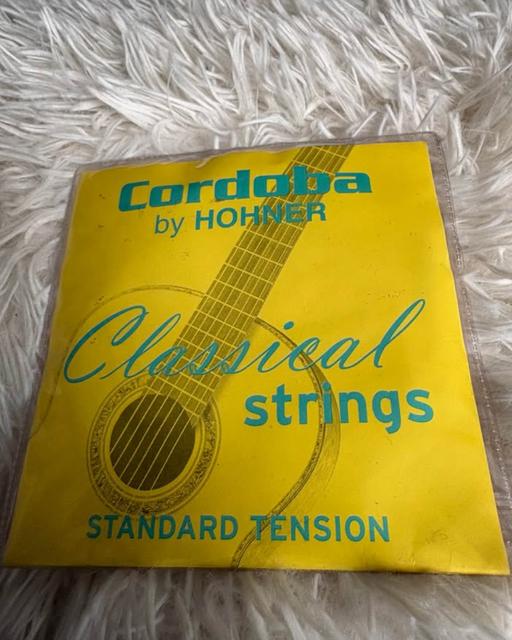 Cordoba
by HOHNER
Classical
strings
STANDARD TENSION